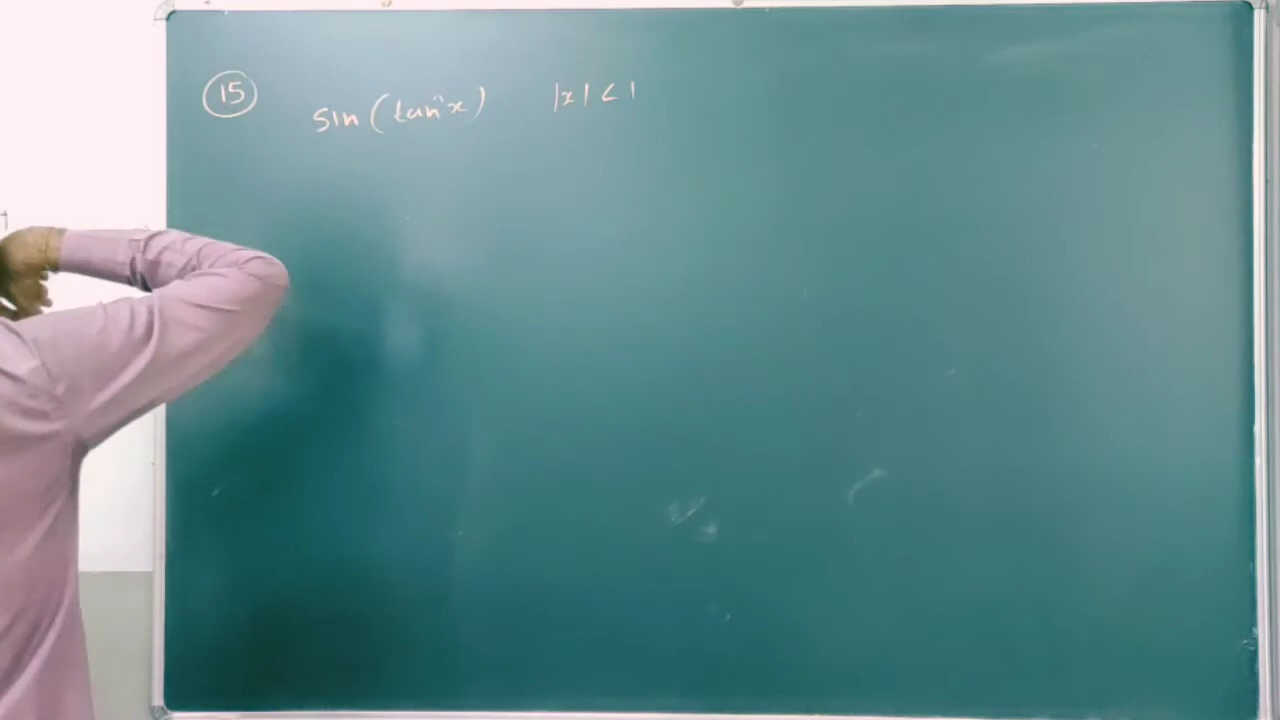 15 sin (tan⁻¹x) |x| < 1